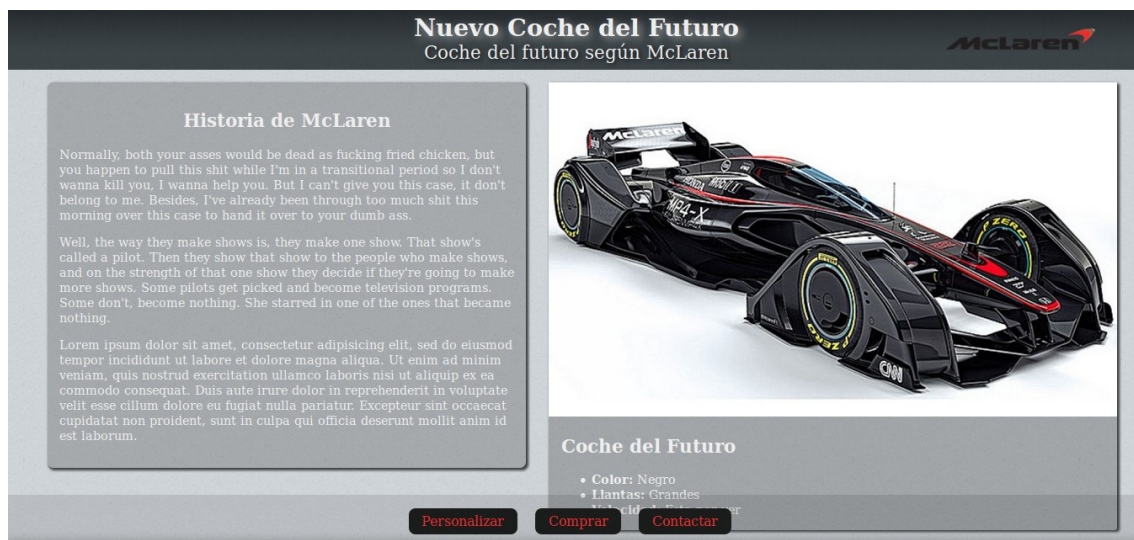 Nuevo Coche del Futuro
Coche del futuro según McLaren
McLaren
Historia de McLaren
Normally, both your asses would be dead as fucking fried chicken, but
you happen to pull this shit while I'm in a transitional period so I don't
wanna kill you, I wanna help you. But I can't give you this case, it don't
belong to me. Besides, I've already been through too much shit this
morning over this case to hand it over to your dumb ass.
Well, the way they make shows is, they make one show. That show's
called a pilot. Then they show that show to the people who make shows,
and on the strength of that one show they decide if they're going to make
more shows. Some pilots get picked and become television programs.
Some don't, become nothing. She starred in one of the ones that became
nothing.
Lorem ipsum dolor sit amet, consectetur adipisicing elit, sed do eiusmod
tempor incididunt ut labore et dolore magna aliqua. Ut enim ad minim
veniam, quis nostrud exercitation ullamco laboris nisi ut aliquip ex ea
commodo consequat. Duis aute irure dolor in reprehenderit in voluptate
velit esse cillum dolore eu fugiat nulla pariatur. Excepteur sint occaecat
cupidatat non proident, sunt in culpa qui officia deserunt mollit anim id
est laborum.
McLaren
HONDA
Mobil 1
MP4-X
P ZERO
P ZERO
CNN
Coche del Futuro
• Color: Negro
• Llantas: Grandes
Personalizar
Comprar
Contactar